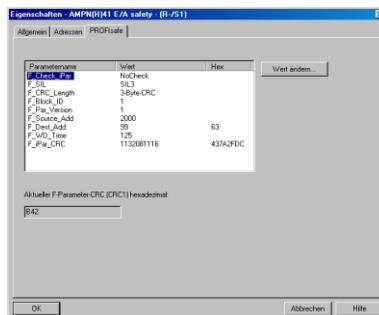 Eigenschaften - AMPN(H)41 E/A safety - (R-/S1)
Allgemein Adressen PROFIsafe
Parametername Wert Hex
F_Check_iPar NoCheck
F_SIL SIL3
F_CRC_Length 3-Byte-CRC
F_Block_ID 1
F_Par_Version 1
F_Source_Add 2000
F_Dest_Add 99 63
F_WD_Time 125
F_iPar_CRC 1132081116 437A2FDC
Wert ändern...
Aktueller F-Parameter-CRC (CRC1) hexadezimal:
B42
OK Abbrechen Hilfe